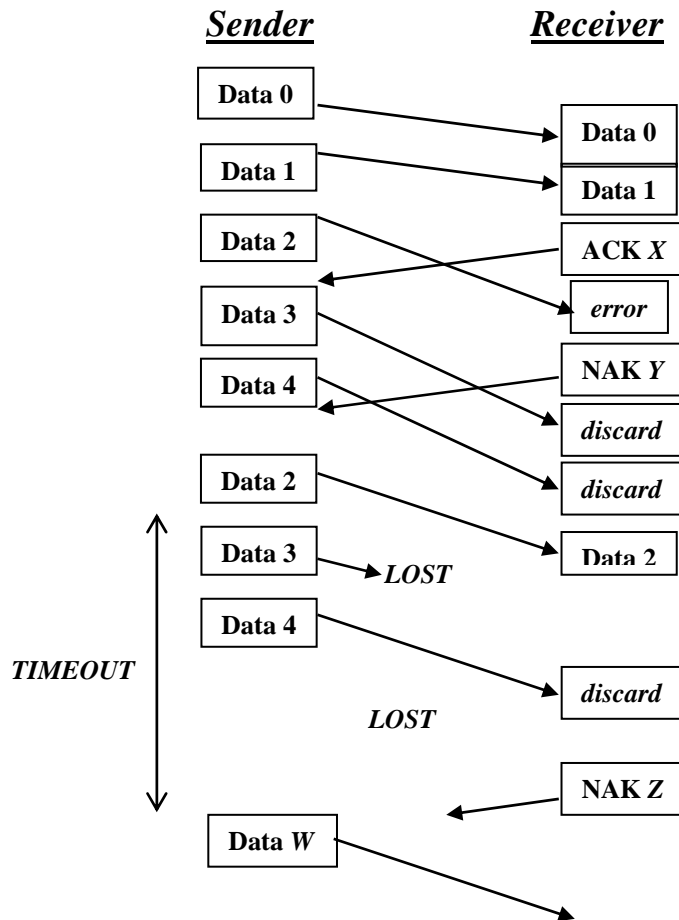 Sender Receiver
Data 0
Data 0
Data 1
Data 1
Data 2
ACK X
Data 3
error
Data 4
NAK Y
discard
Data 2
discard
Data 3
LOST
Data 2
Data 4
TIMEOUT
discard
LOST
NAK Z
Data W